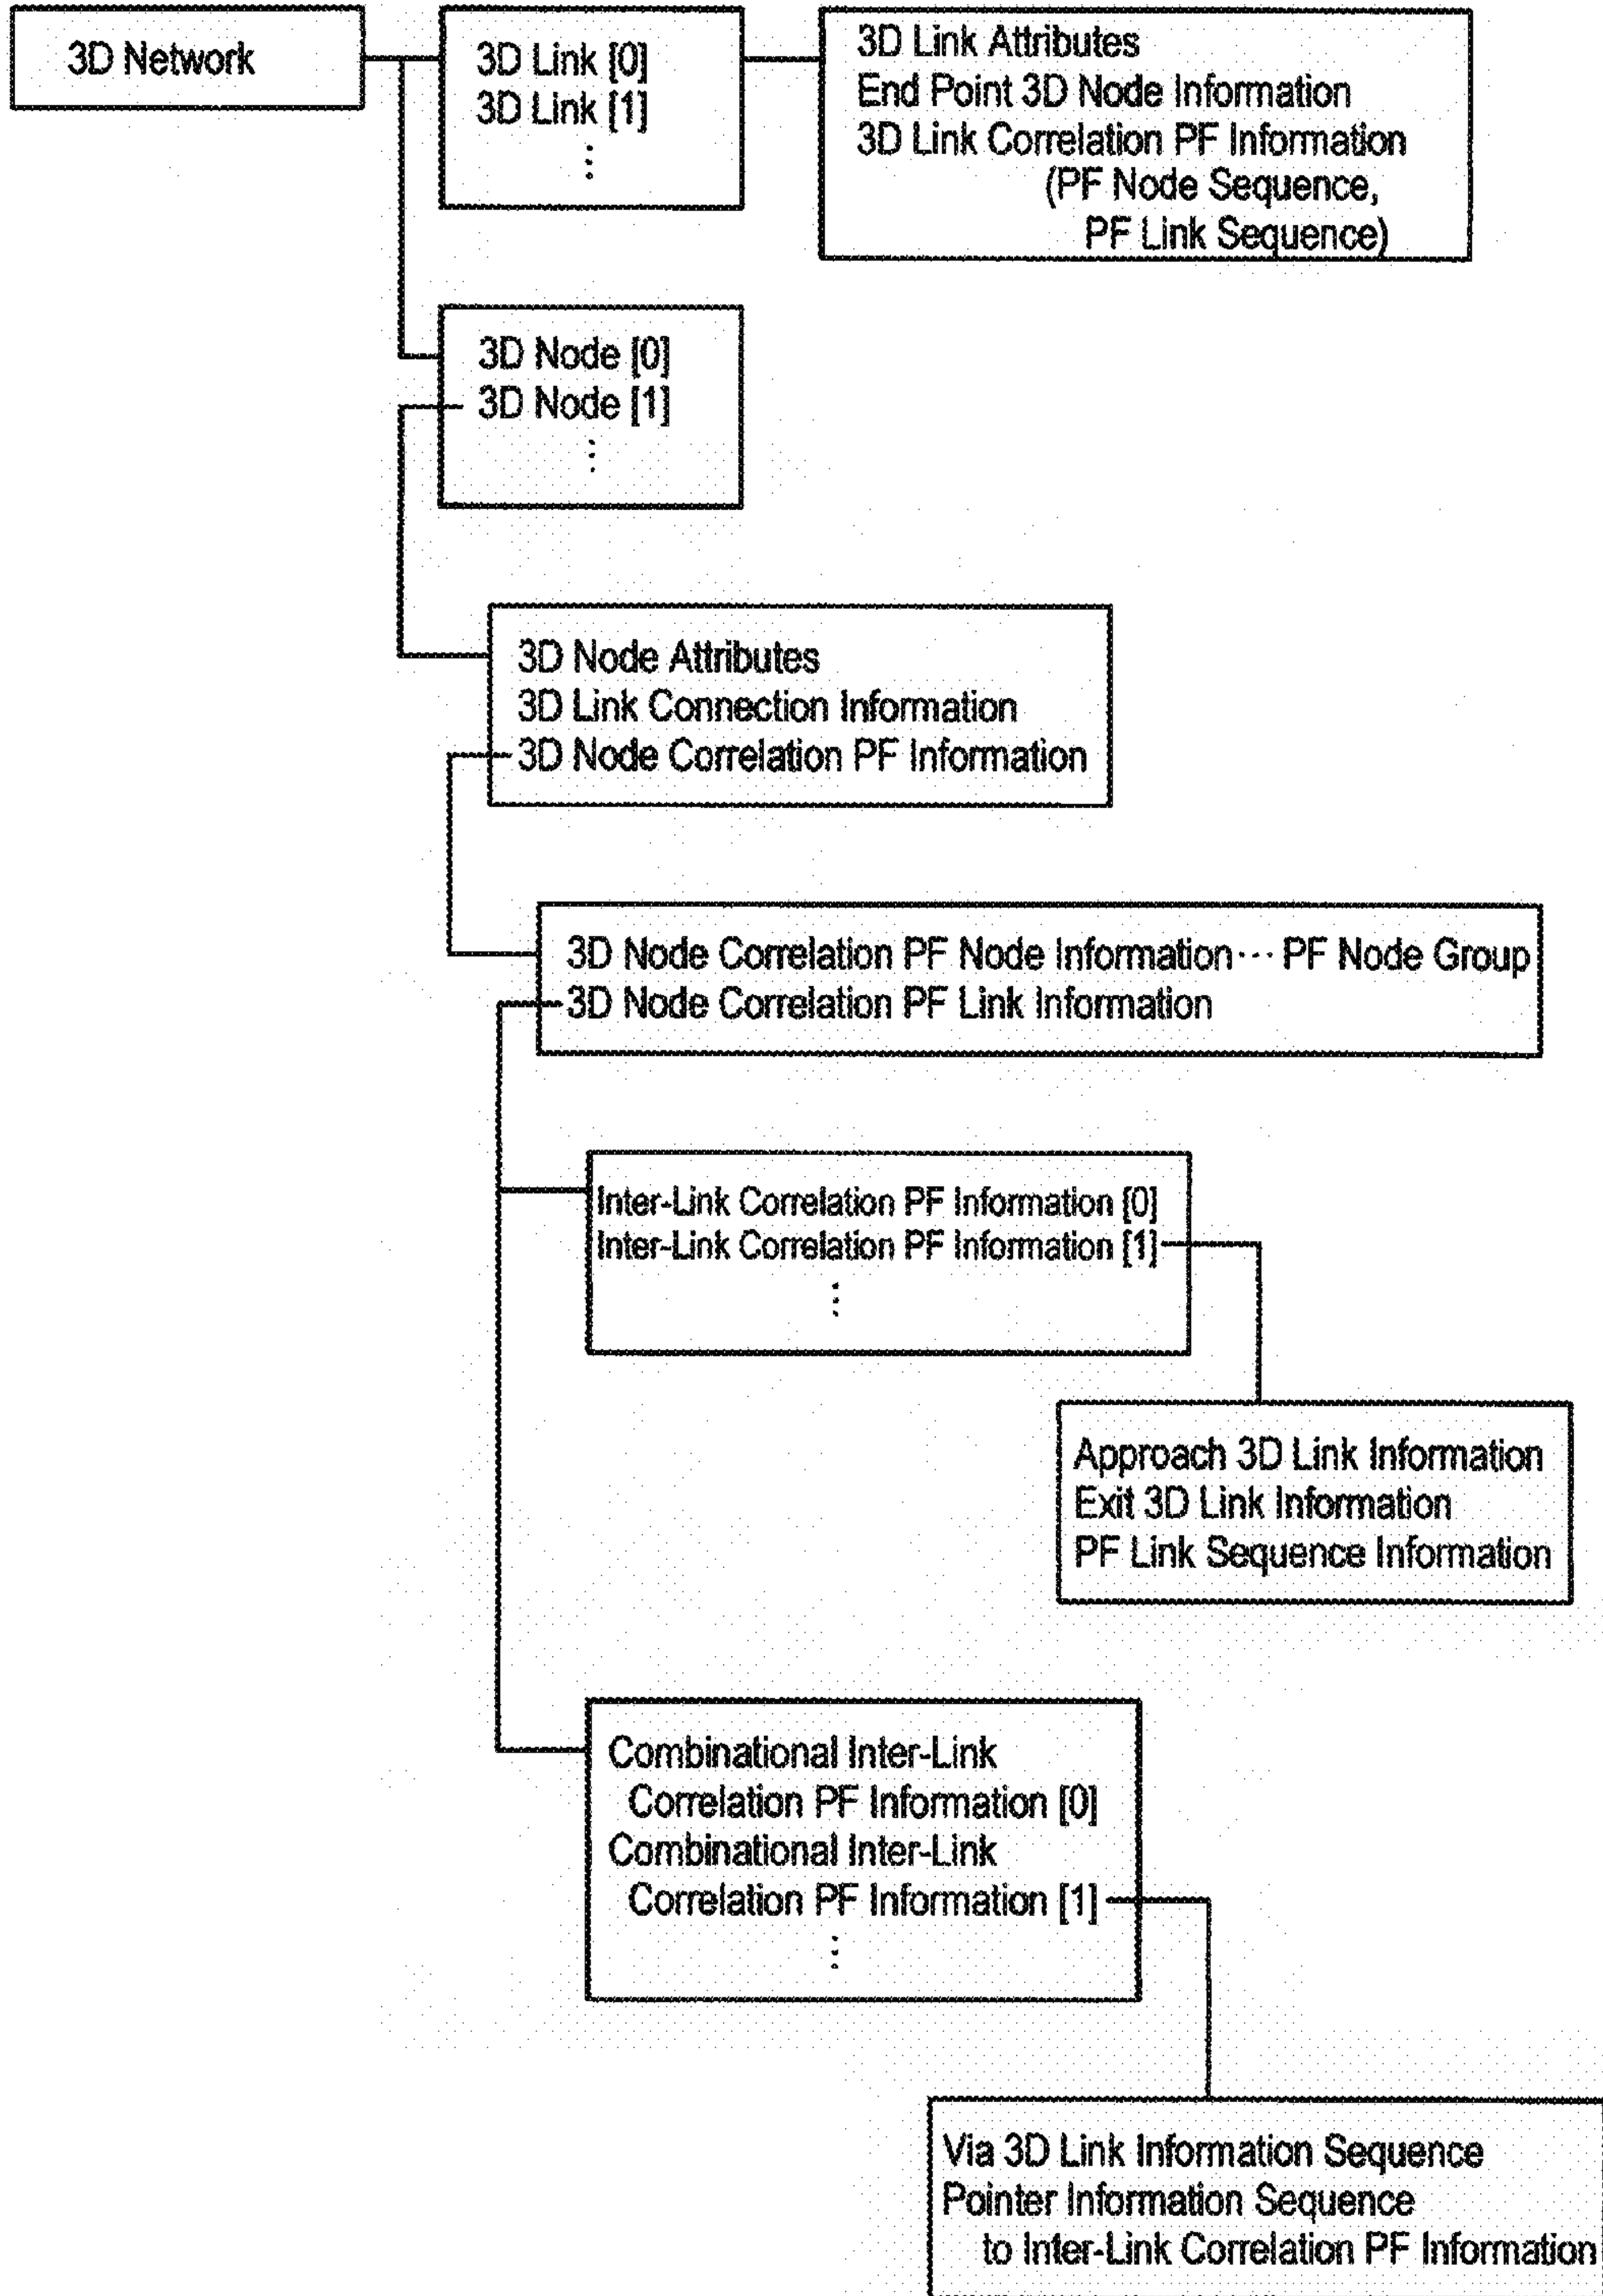 3D Network
3D Link [0]
3D Link [1]
⋮
3D Link Attributes
End Point 3D Node Information
3D Link Correlation PF Information
(PF Node Sequence,
PF Link Sequence)
3D Node [0]
3D Node [1]
⋮
3D Node Attributes
3D Link Connection Information
3D Node Correlation PF Information
3D Node Correlation PF Node Information ··· PF Node Group
3D Node Correlation PF Link Information
Inter-Link Correlation PF Information [0]
Inter-Link Correlation PF Information [1]
⋮
Approach 3D Link Information
Exit 3D Link Information
PF Link Sequence Information
Combinational Inter-Link
Correlation PF Information [0]
Combinational Inter-Link
Correlation PF Information [1]
⋮
Via 3D Link Information Sequence
Pointer Information Sequence
to Inter-Link Correlation PF Information